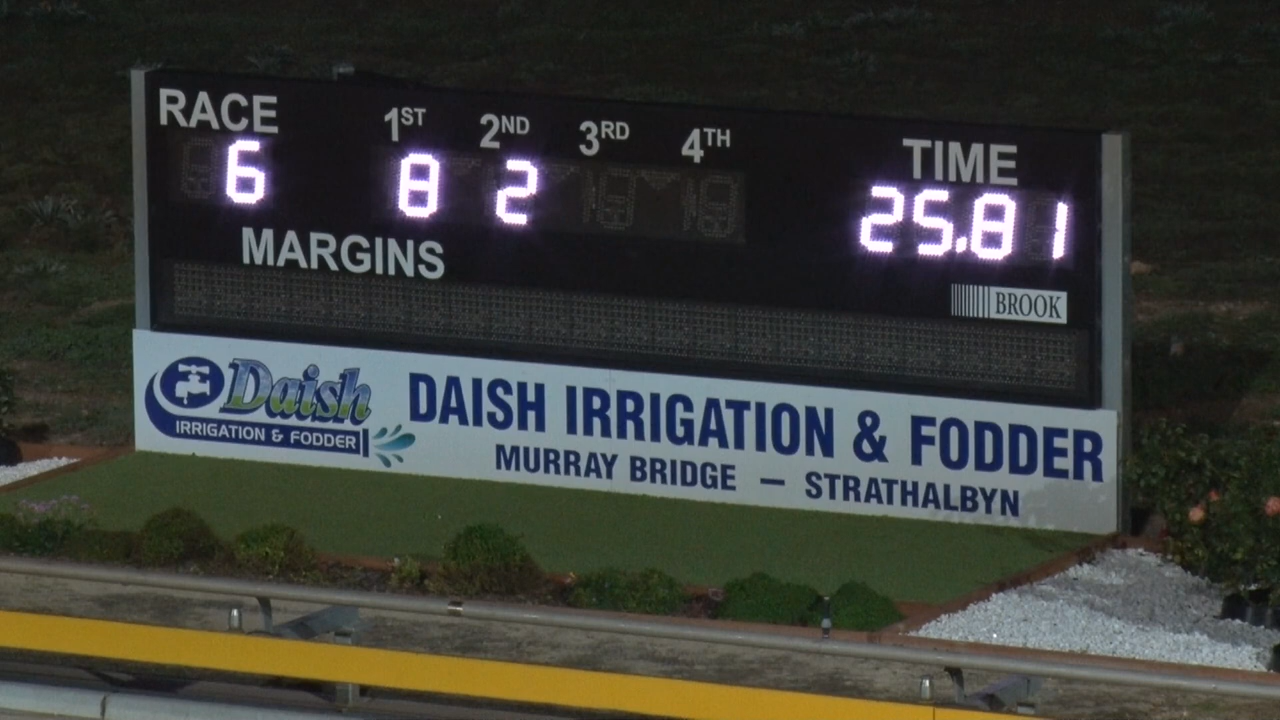 RACE 1ST 2ND 3RD 4TH TIME
6 8 2 25.81
MARGINS
BROOK
Daish
IRRIGATION & FODDER
DAISH IRRIGATION & FODDER
MURRAY BRIDGE – STRATHALBYN